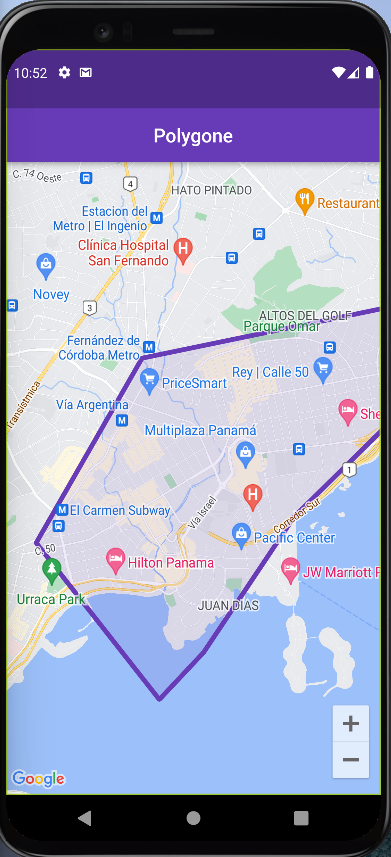 10:52
Polygone
C. 74 Oeste
4
HATO PINTADO
Restaurant
Estacion del
Metro | El Ingenio
M
Clínica Hospital
San Fernando
H
Novey
3
ALTOS DEL GOLF
Parque Omar
Fernández de
Córdoba Metro
M
PriceSmart
Rey | Calle 50
Transístmica
Vía Argentina
M
She
Multiplaza Panamá
1
H
Vía Israel
M
El Carmen Subway
Corredor Sur
Pacific Center
C. 50
Hilton Panama
JW Marriott P
Urraca Park
JUAN DÍAS
+
−
Google